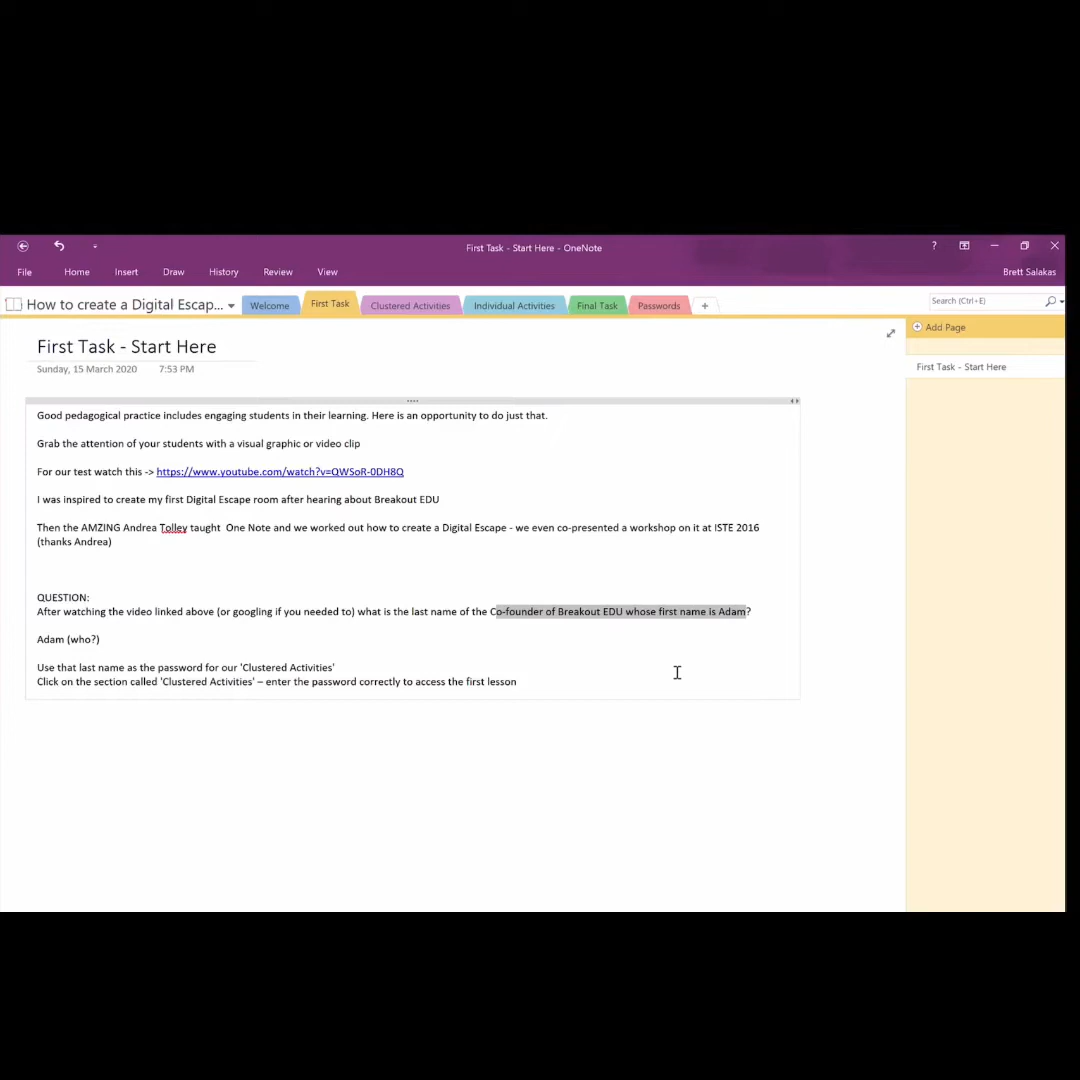 First Task - Start Here - OneNote
File Home Insert Draw History Review View Brett Salakas
How to create a Digital Escap... Welcome First Task Clustered Activities Individual Activities Final Task Passwords Search (Ctrl+E)
Add Page
First Task - Start Here
First Task - Start Here
Sunday, 15 March 2020 7:53 PM
Good pedagogical practice includes engaging students in their learning. Here is an opportunity to do just that.
Grab the attention of your students with a visual graphic or video clip
For our test watch this -> https://www.youtube.com/watch?v=QWSoR-0DH8Q
I was inspired to create my first Digital Escape room after hearing about Breakout EDU
Then the AMZING Andrea Tolley taught  One Note and we worked out how to create a Digital Escape - we even co-presented a workshop on it at ISTE 2016
(thanks Andrea)
QUESTION:
After watching the video linked above (or googling if you needed to) what is the last name of the Co-founder of Breakout EDU whose first name is Adam?
Adam (who?)
Use that last name as the password for our 'Clustered Activities'
Click on the section called 'Clustered Activities' – enter the password correctly to access the first lesson